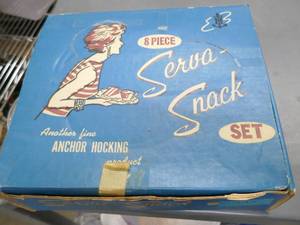 8 PIECE
Serva-
Snack
SET
Another fine
ANCHOR HOCKING
product